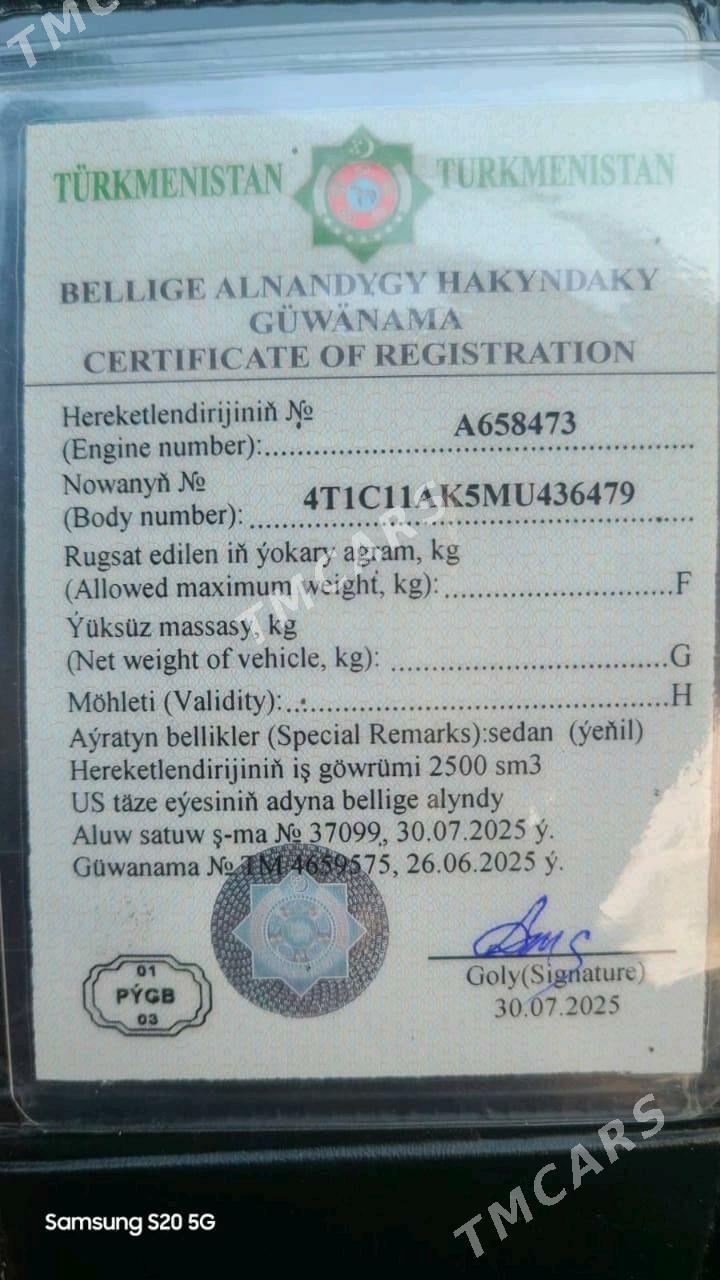 TMC
TÜRKMENISTAN TURKMENISTAN
BELLIGE ALNANDYGY HAKYNDAKY
GÜWÄNAMA
CERTIFICATE OF REGISTRATION
Hereketlendirijiniň №
(Engine number):.......................A658473
Nowanyň №
(Body number): ....4T1C11AK5MU436479
Rugsat edilen iň ýokary agram, kg
(Allowed maximum weight, kg):..........................F
Ýüksüz massasy, kg
(Net weight of vehicle, kg): ...............................G
Möhleti (Validity):...............................................H
Aýratyn bellikler (Special Remarks):sedan (ýeňil)
Hereketlendirijiniň iş göwrümi 2500 sm3
US täze eýesiniň adyna bellige alyndy
Aluw satuw ş-ma № 37099, 30.07.2025 ý.
Güwanama № TM 4659575, 26.06.2025 ý.
Goly(Signature)
30.07.2025
01
PÝGB
03
TMCARS
TMCARS
Samsung S20 5G